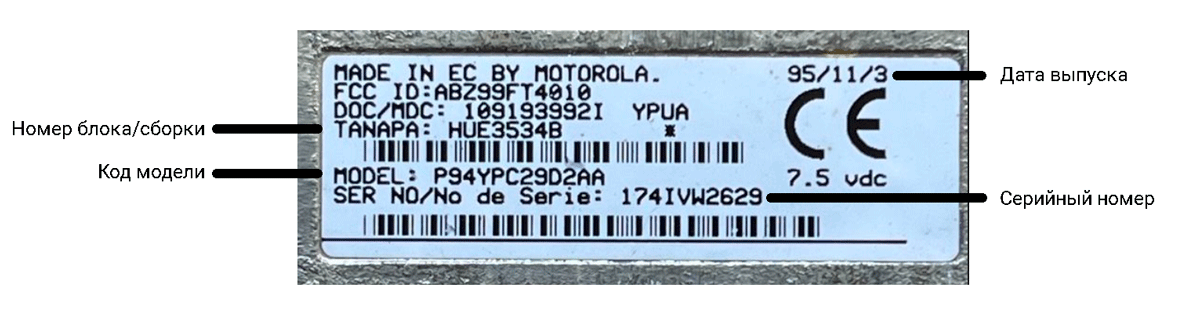 MADE IN EC BY MOTOROLA.
95/11/3
Дата выпуска
FCC ID:ABZ99FT4010
DOC/MDC: 109193992I YPUA
CE
Номер блока/сборки
TANAPA: HUE3534B *
Код модели
MODEL: P94YPC29D2AA
7.5 vdc
SER NO/No de Serie: 174IVW2629
Серийный номер